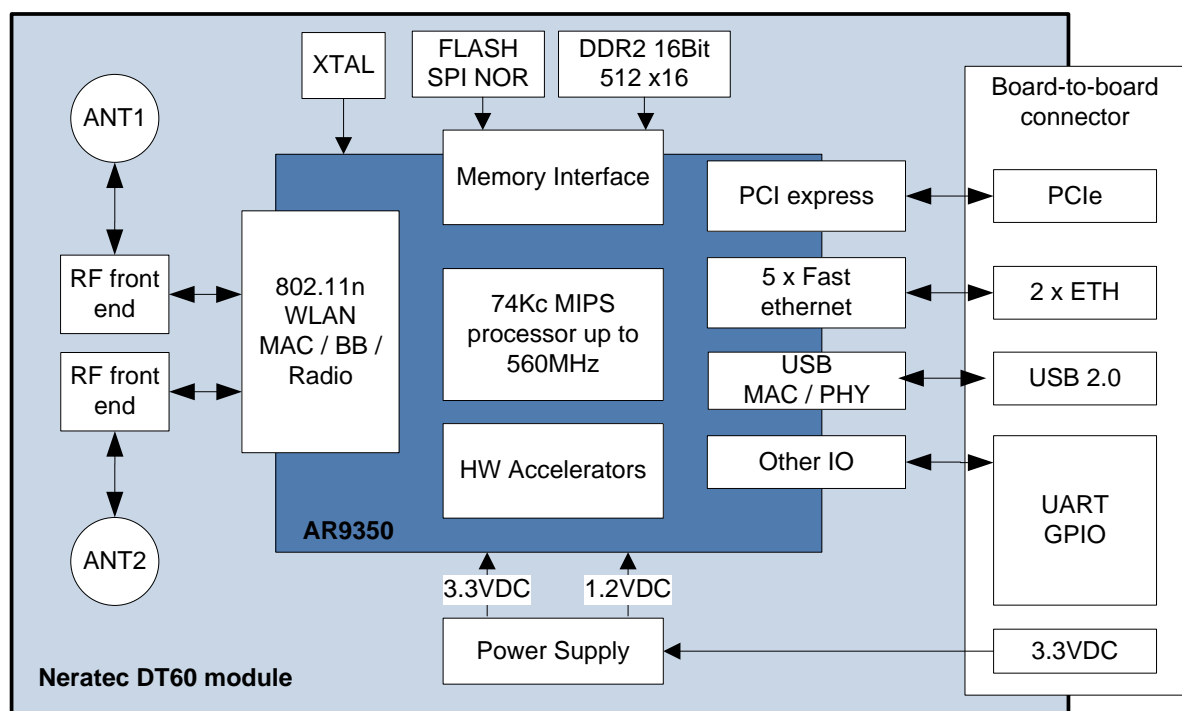 XTAL
FLASH
SPI NOR
DDR2 16Bit
512 x16
Board-to-board
connector
ANT1
Memory Interface
PCI express
PCIe
RF front
end
802.11n
WLAN
MAC / BB /
Radio
74Kc MIPS
processor up to
560MHz
5 x Fast
ethernet
2 x ETH
RF front
end
USB
MAC / PHY
USB 2.0
HW Accelerators
Other IO
UART
GPIO
ANT2
AR9350
3.3VDC
1.2VDC
Power Supply
3.3VDC
Neratec DT60 module